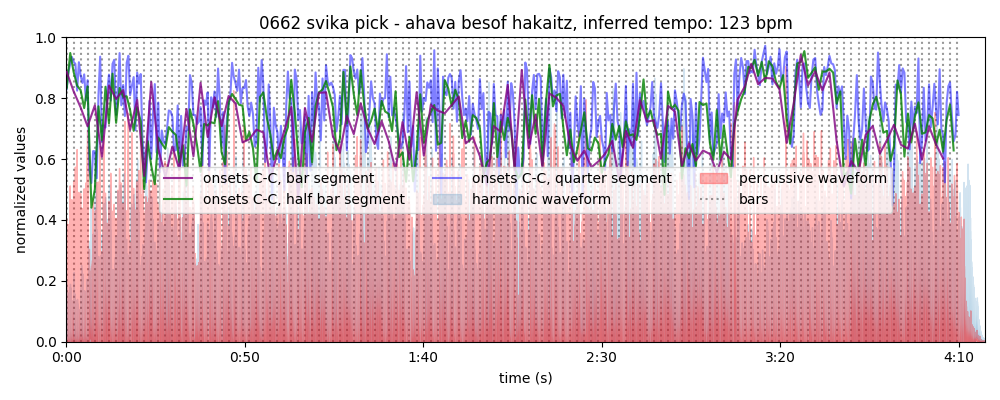 0662 svika pick - ahava besof hakaitz, inferred tempo: 123 bpm
normalized values
1.0
0.8
0.6
0.4
0.2
0.0
onsets C-C, bar segment
onsets C-C, half bar segment
onsets C-C, quarter segment
harmonic waveform
percussive waveform
bars
0:00 0:50 1:40 2:30 3:20 4:10
time (s)